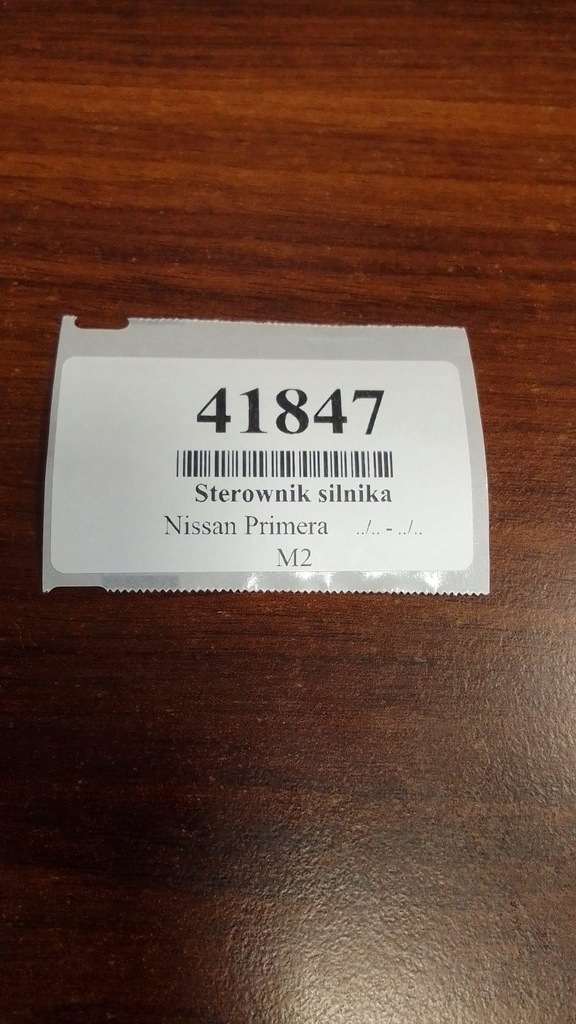 41847
Sterownik silnika
Nissan Primera ../.. - ../..
M2